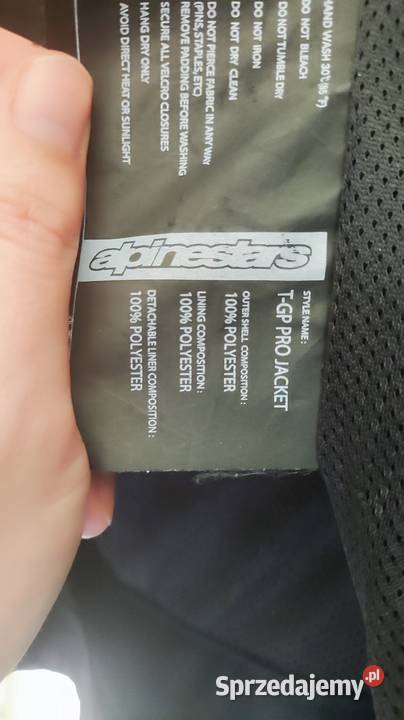 HAND WASH 30°C (86°F)
DO NOT BLEACH
DO NOT TUMBLE DRY
DO NOT IRON
DO NOT DRY CLEAN
DO NOT PIERCE FABRIC IN ANY WAY
(PINS, STAPLES, ETC)
REMOVE PADDING BEFORE WASHING
SECURE ALL VELCRO CLOSURES
HANG DRY ONLY
AVOID DIRECT HEAT OR SUNLIGHT
alpinestars
STYLE NAME :
T-GP PRO JACKET
OUTER SHELL COMPOSITION :
100% POLYESTER
LINING COMPOSITION :
100% POLYESTER
DETACHABLE LINER COMPOSITION :
100% POLYESTER
Sprzedajemy.pl